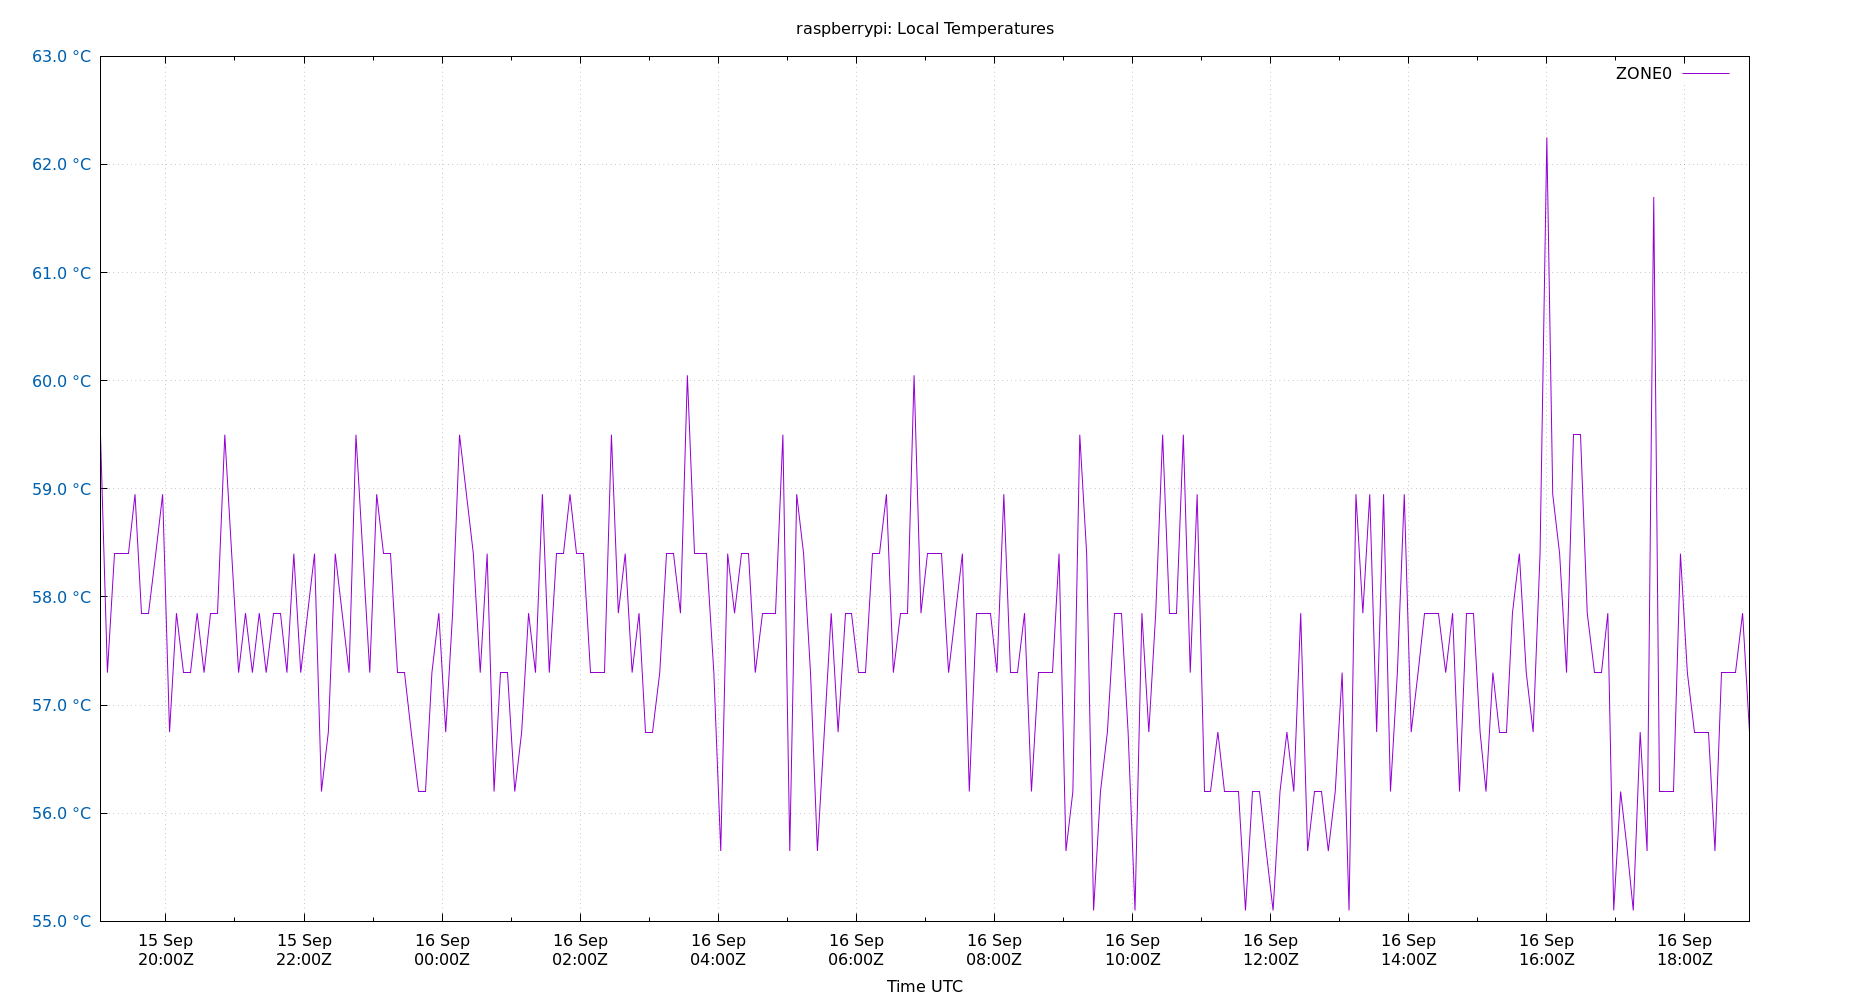 raspberrypi: Local Temperatures
63.0 °C
ZONE0
62.0 °C
61.0 °C
60.0 °C
59.0 °C
58.0 °C
57.0 °C
56.0 °C
55.0 °C
15 Sep 15 Sep 16 Sep 16 Sep 16 Sep 16 Sep 16 Sep 16 Sep 16 Sep 16 Sep 16 Sep 16 Sep
20:00Z 22:00Z 00:00Z 02:00Z 04:00Z 06:00Z 08:00Z 10:00Z 12:00Z 14:00Z 16:00Z 18:00Z
Time UTC